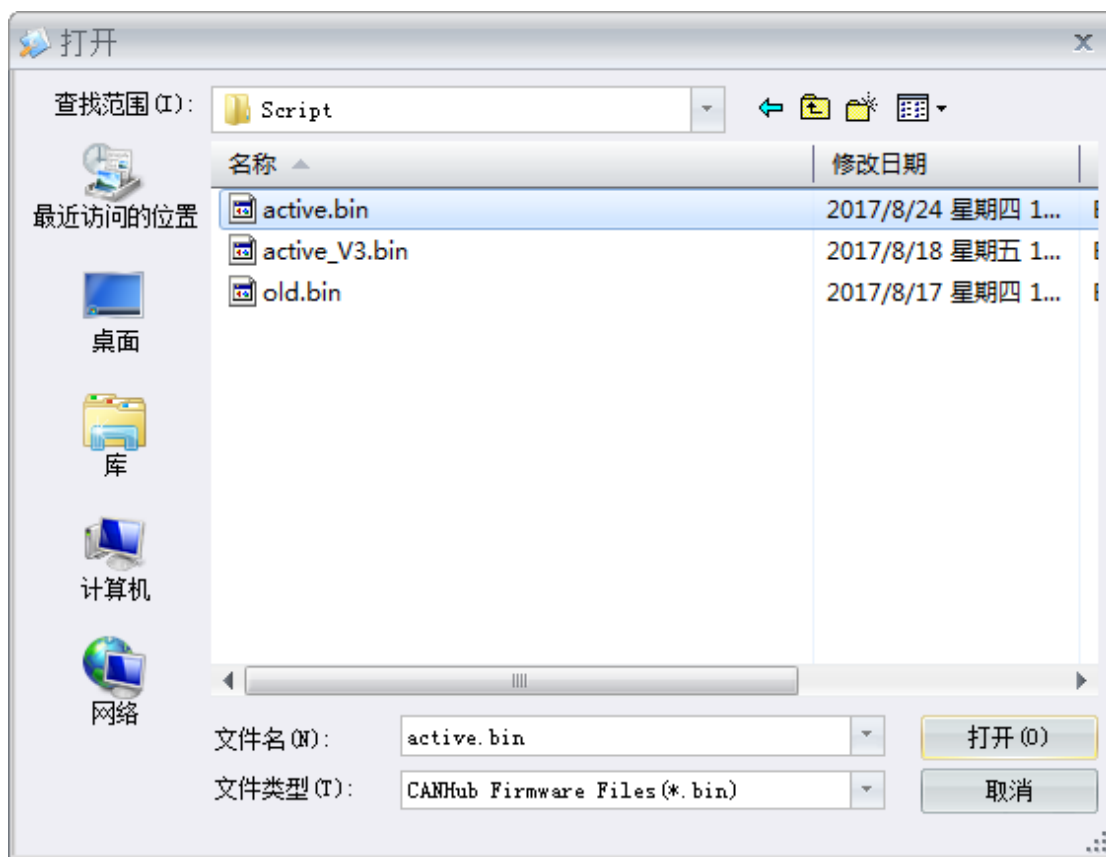 打开
查找范围(I):
Script
名称
修改日期
最近访问的位置
active.bin
2017/8/24 星期四 1...
active_V3.bin
2017/8/18 星期五 1...
old.bin
2017/8/17 星期四 1...
桌面
库
计算机
网络
文件名(N):
active.bin
打开(O)
文件类型(T):
CANHub Firmware Files(*.bin)
取消